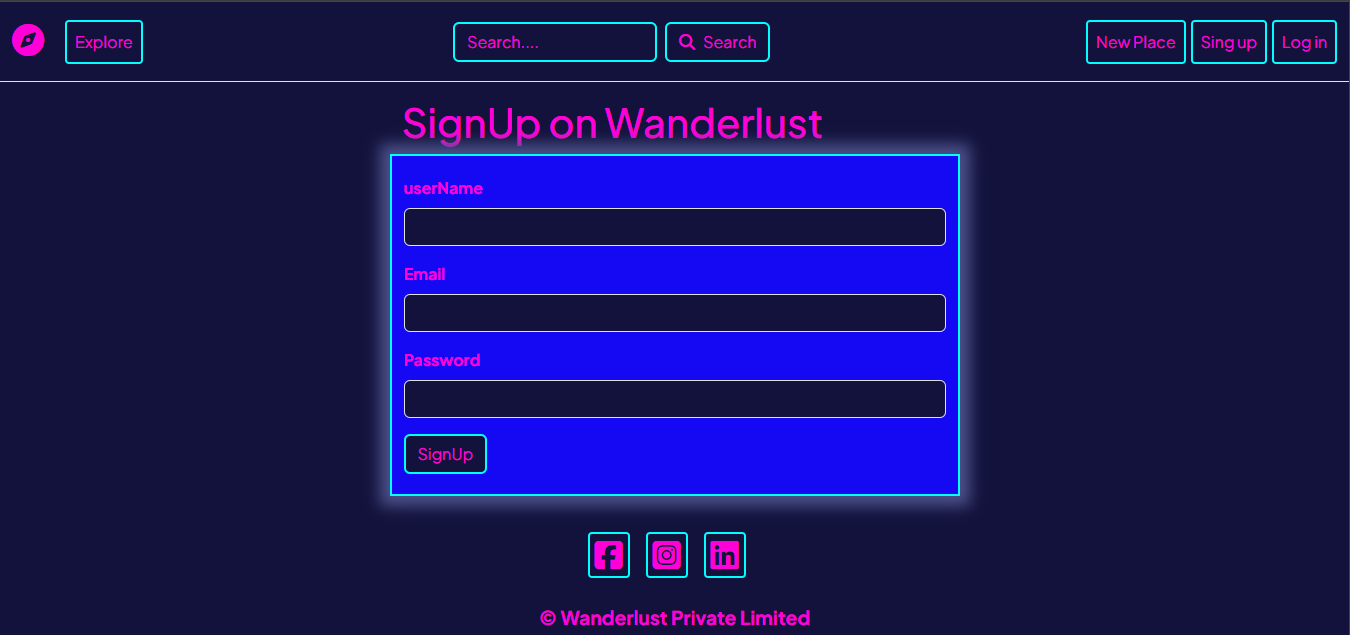 Explore
Search....
Search
New Place
Sing up
Log in
SignUp on Wanderlust
userName
Email
Password
SignUp
© Wanderlust Private Limited